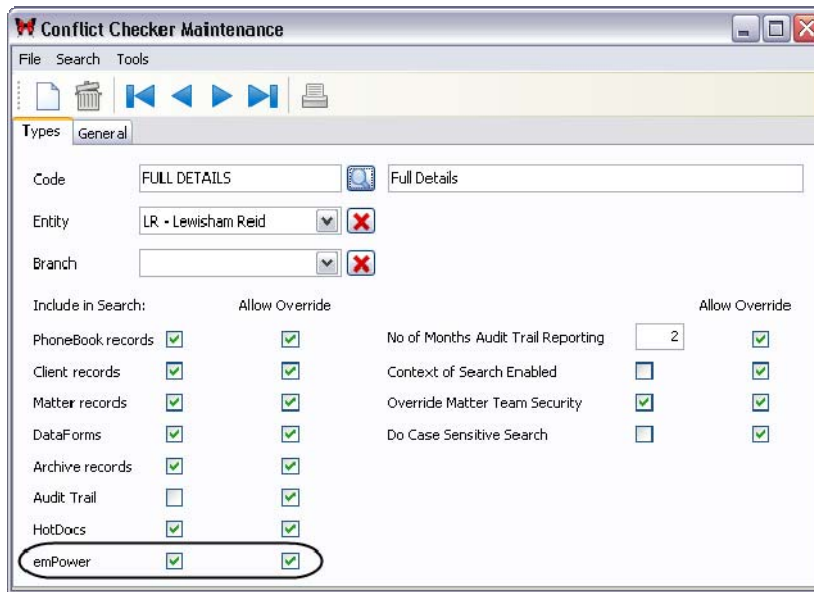 Conflict Checker Maintenance
File Search Tools
Types General
Code FULL DETAILS Full Details
Entity LR - Lewisham Reid
Branch
Include in Search: Allow Override Allow Override
PhoneBook records No of Months Audit Trail Reporting 2
Client records Context of Search Enabled
Matter records Override Matter Team Security
DataForms Do Case Sensitive Search
Archive records
Audit Trail
HotDocs
emPower